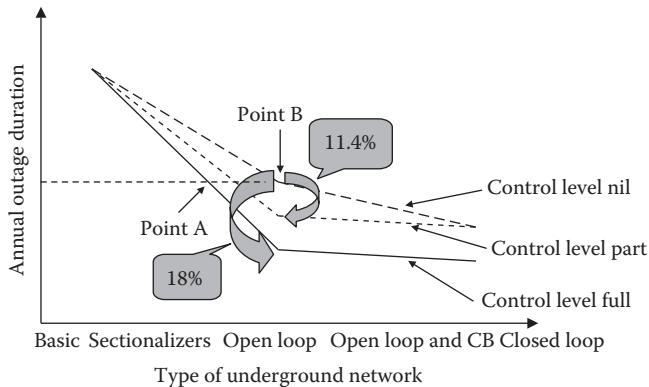 Annual outage duration
Point B
11.4%
Control level nil
Point A
Control level part
18%
Control level full
Basic Sectionalizers Open loop Open loop and CB Closed loop
Type of underground network